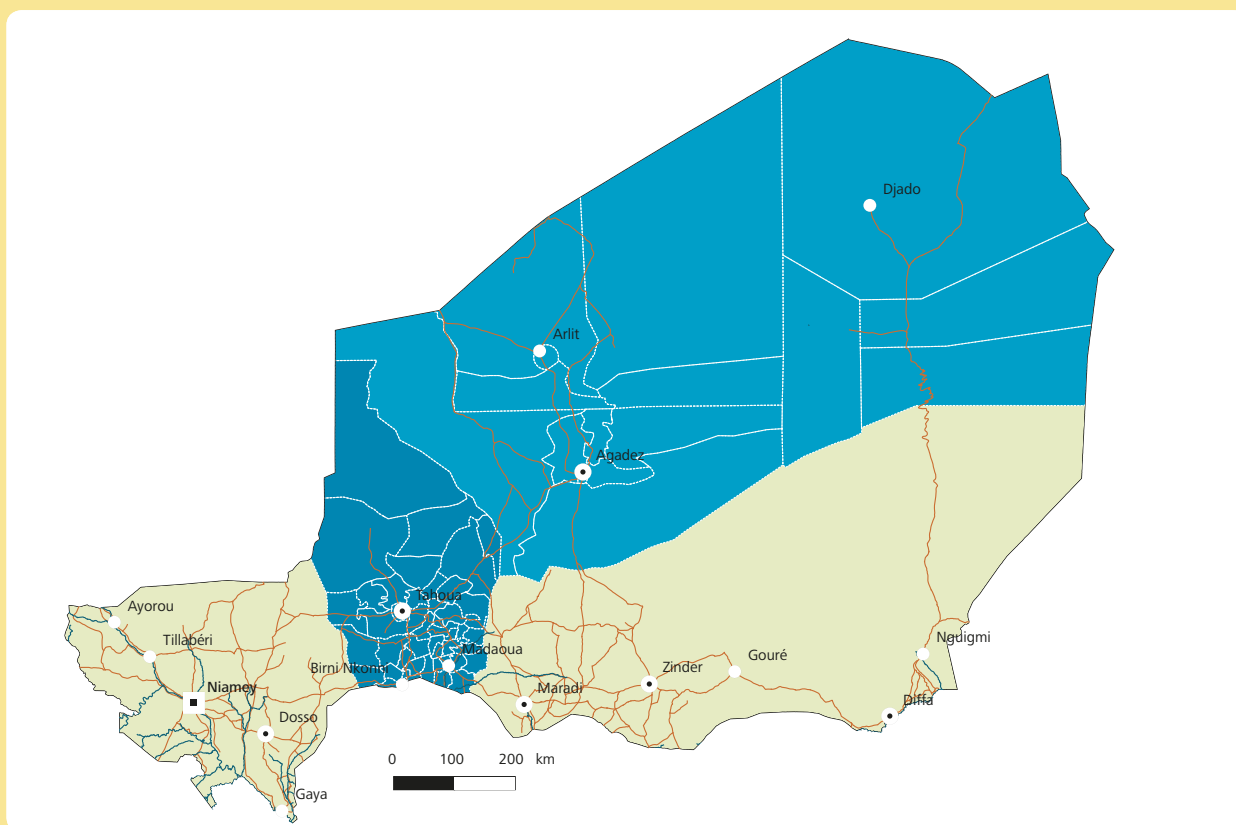 Djado
Arlit
Agadez
Tahoua
Ayorou
Tillabéri
Madaoua
Nguigmi
Birni Nkonni
Zinder
Gouré
Niamey
Maradi
Diffa
Dosso
0 100 200 km
Gaya